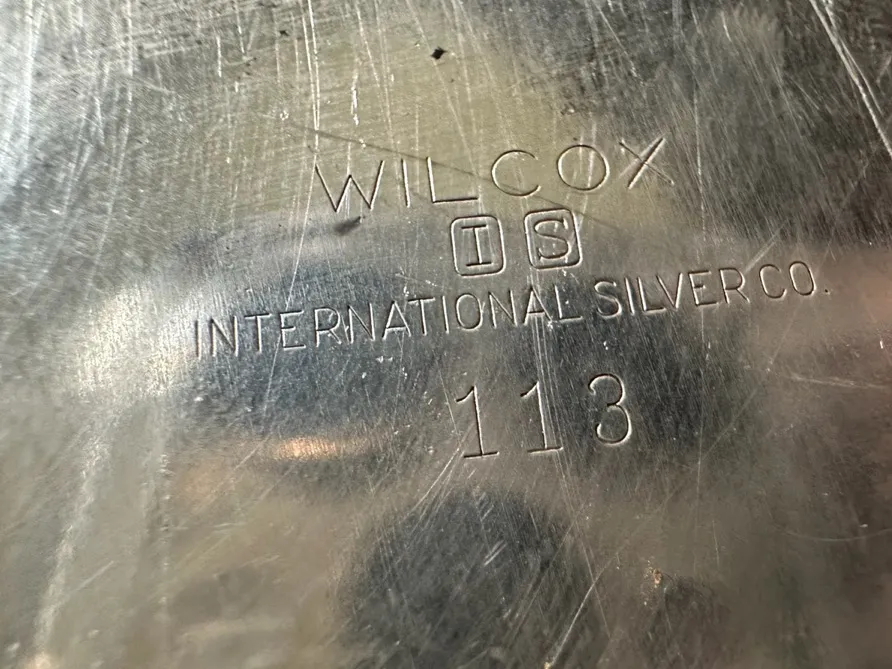 WILCOX
I S
INTERNATIONAL SILVER CO.
113